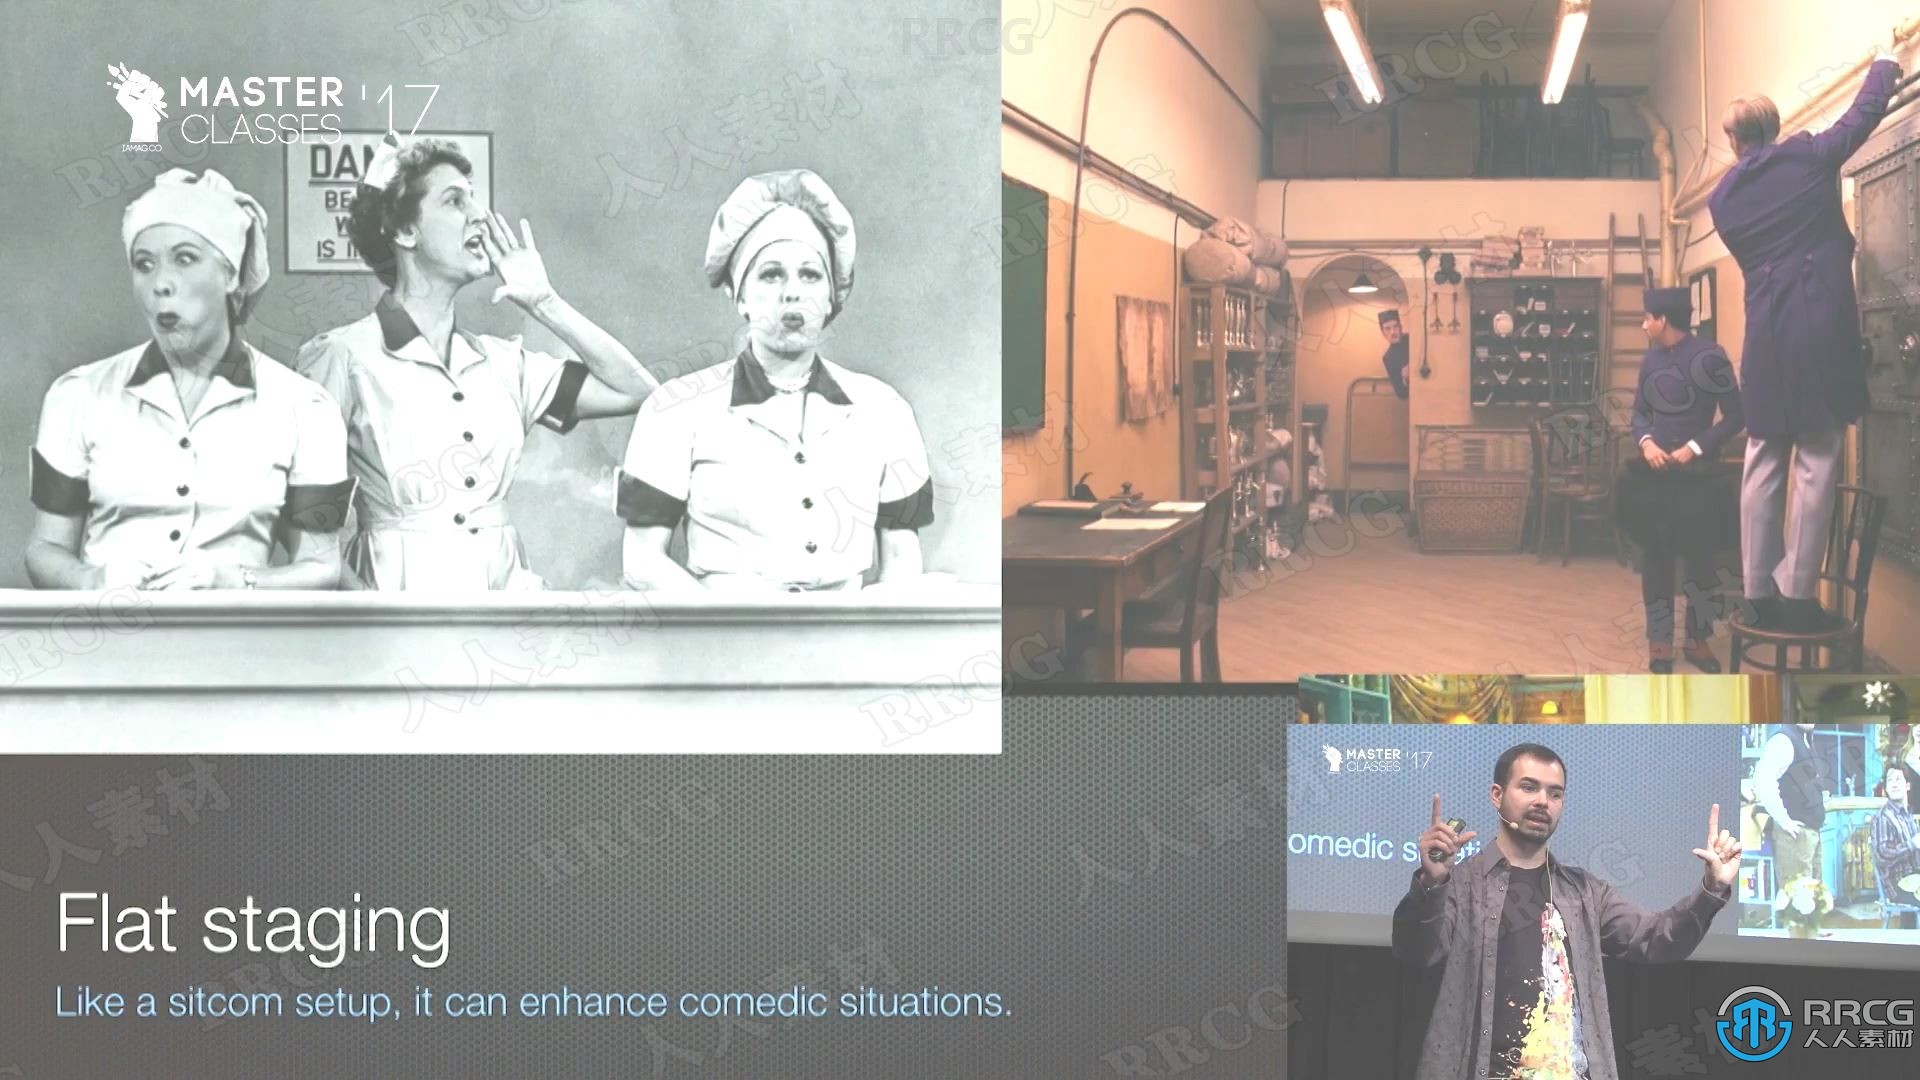 MASTER '17
CLASSES
IAMAG.CO
DAN
BE
W
IS I
Flat staging
Like a sitcom setup, it can enhance comedic situations.
MASTER '17
CLASSES
omedic s
RRCG
人人素材